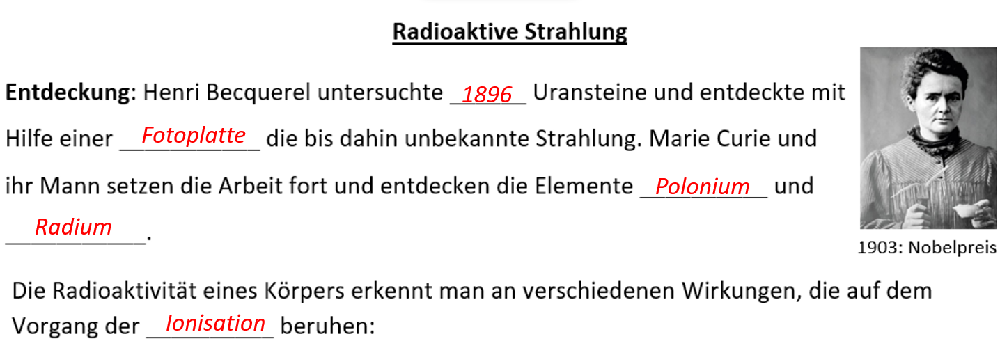 Radioaktive Strahlung
Entdeckung: Henri Becquerel untersuchte 1896 Uransteine und entdeckte mit
Hilfe einer Fotoplatte die bis dahin unbekannte Strahlung. Marie Curie und
ihr Mann setzen die Arbeit fort und entdecken die Elemente Polonium und
Radium.
1903: Nobelpreis
Die Radioaktivität eines Körpers erkennt man an verschiedenen Wirkungen, die auf dem
Vorgang der Ionisation beruhen: